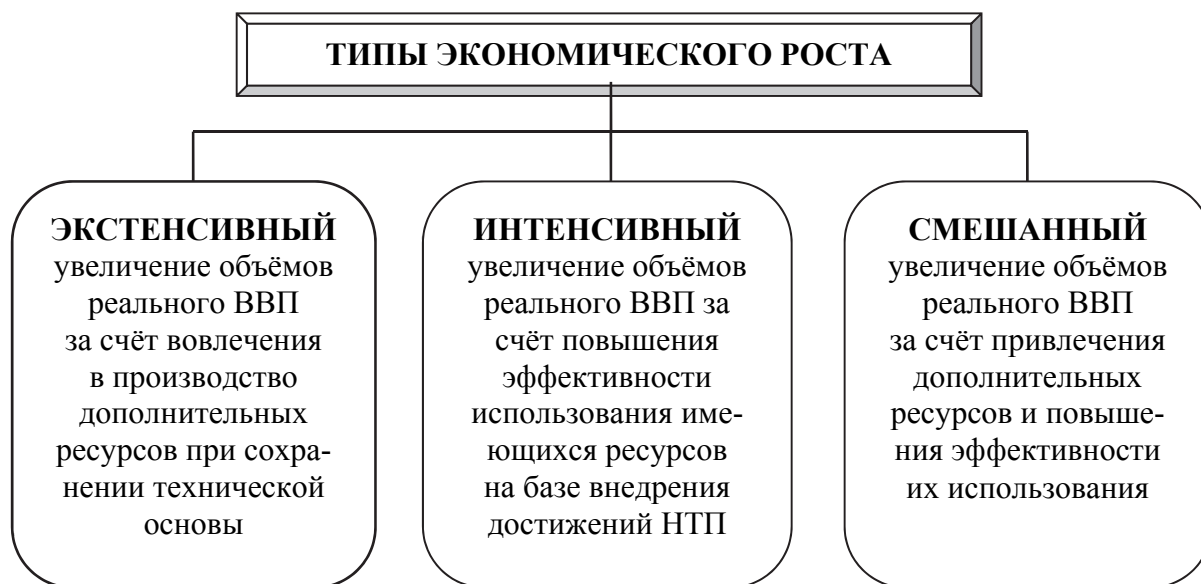 ТИПЫ ЭКОНОМИЧЕСКОГО РОСТА
ЭКСТЕНСИВНЫЙ
увеличение объёмов
реального ВВП
за счёт вовлечения
в производство
дополнительных
ресурсов при сохра-
нении технической
основы
ИНТЕНСИВНЫЙ
увеличение объёмов
реального ВВП за
счёт повышения
эффективности
использования име-
ющихся ресурсов
на базе внедрения
достижений НТП
СМЕШАННЫЙ
увеличение объёмов
реального ВВП
за счёт привлечения
дополнительных
ресурсов и повыше-
ния эффективности
их использования